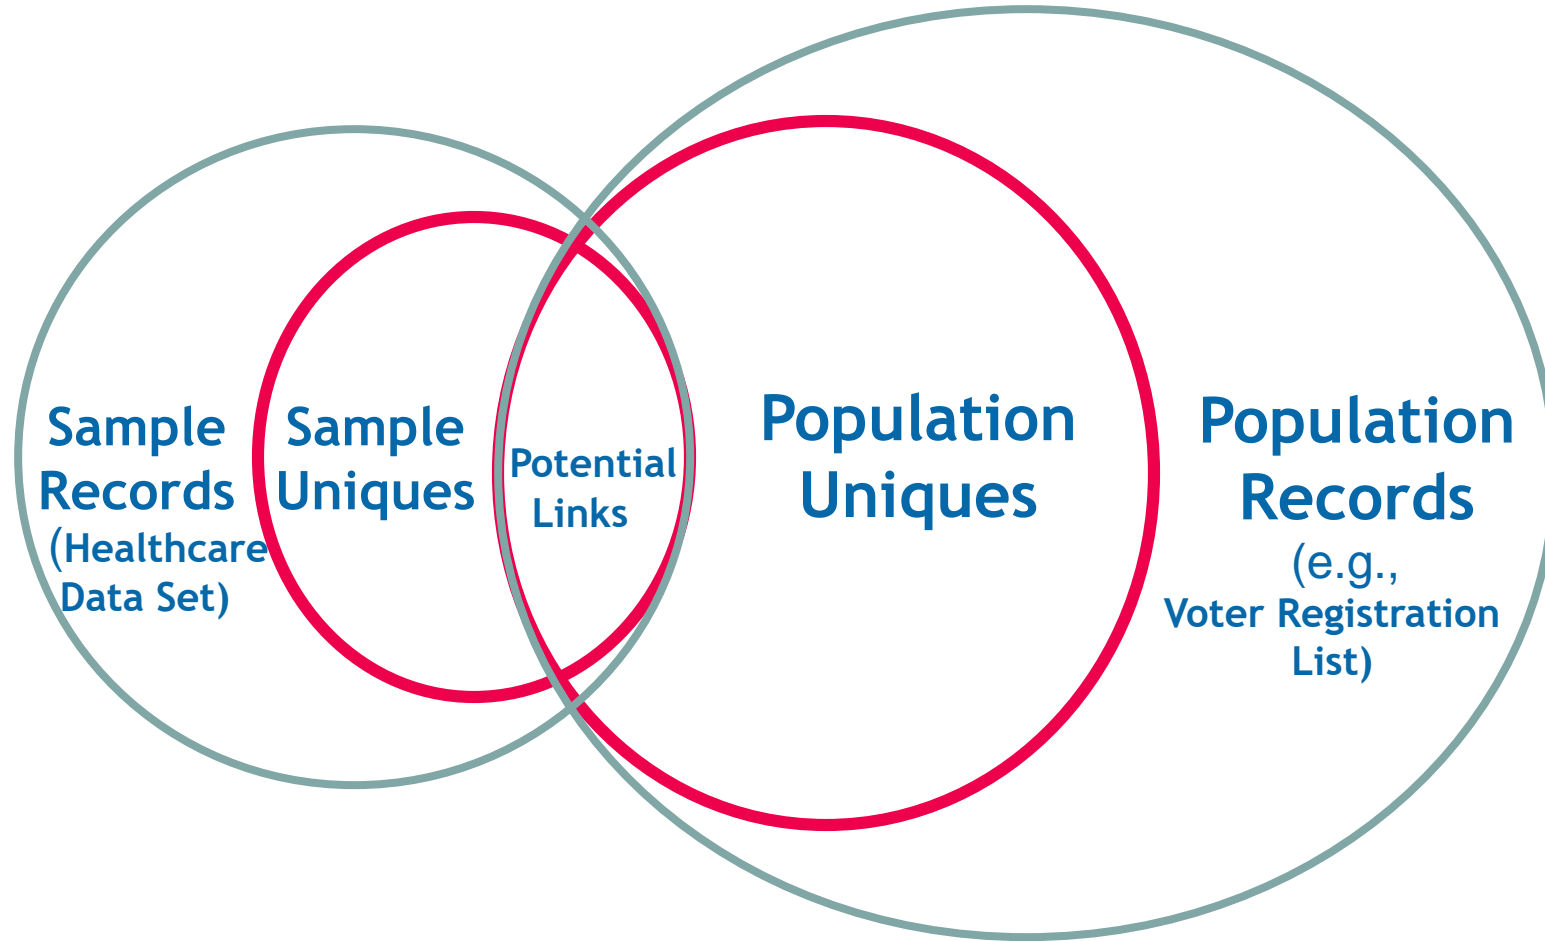 Sample
Records
(Healthcare
Data Set)
Sample
Uniques
Potential
Links
Population
Uniques
Population
Records
(e.g.,
Voter Registration
List)